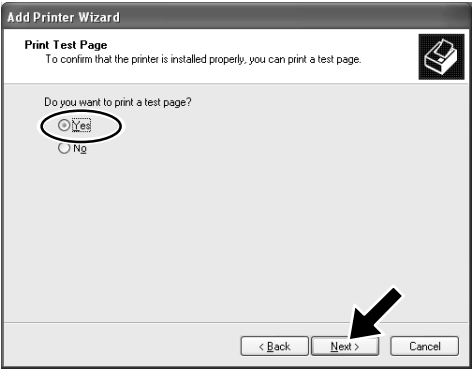 Add Printer Wizard
Print Test Page
To confirm that the printer is installed properly, you can print a test page.
Do you want to print a test page?
Yes
No
< Back
Next >
Cancel